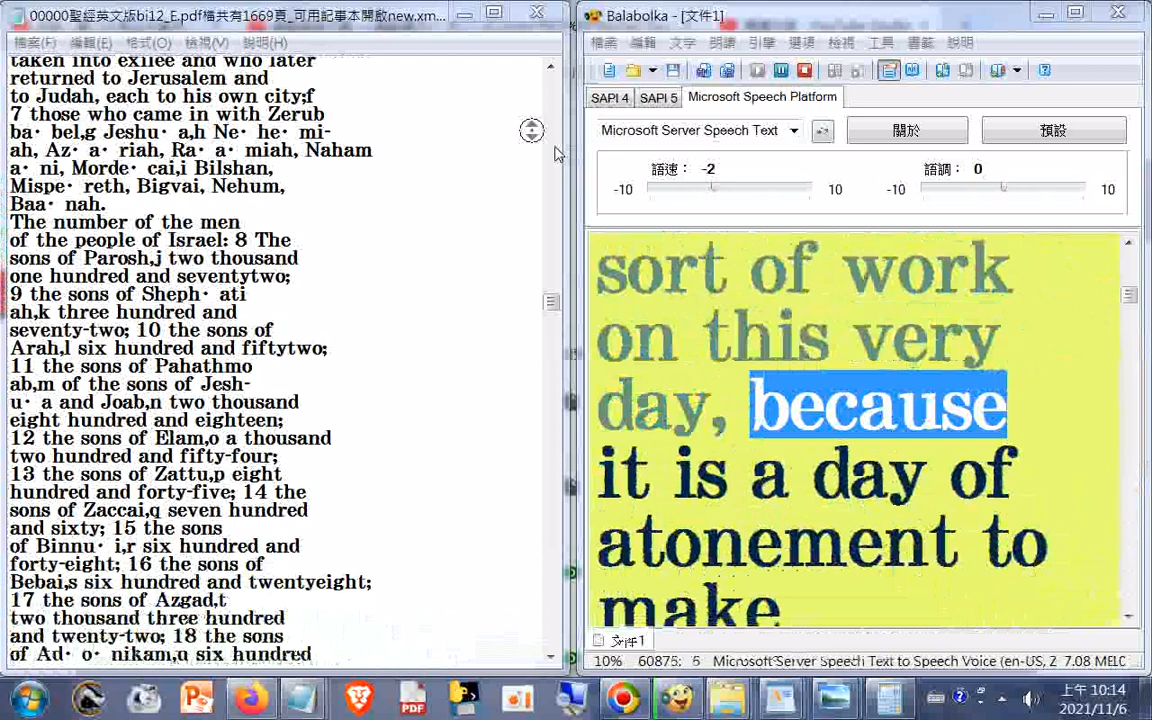 00000聖經英文版bi12_E.pdf檔共有1669頁_可用記事本開啟new.xm...
檔案(F) 編輯(E) 格式(O) 檢視(V) 說明(H)
taken into exilee and who later
returned to Jerusalem and
to Judah, each to his own city;f
7 those who came in with Zerub
ba· bel,g Jeshu· a,h Ne· he· mi-
ah, Az· a· riah, Ra· a· miah, Naham
a· ni, Morde· cai,i Bilshan,
Mispe· reth, Bigvai, Nehum,
Baa· nah.
The number of the men
of the people of Israel: 8 The
sons of Parosh,j two thousand
one hundred and seventytwo;
9 the sons of Sheph· ati
ah,k three hundred and
seventy-two; 10 the sons of
Arah,l six hundred and fiftytwo;
11 the sons of Pahathmo
ab,m of the sons of Jesh-
u· a and Joab,n two thousand
eight hundred and eighteen;
12 the sons of Elam,o a thousand
two hundred and fifty-four;
13 the sons of Zattu,p eight
hundred and forty-five; 14 the
sons of Zaccai,q seven hundred
and sixty; 15 the sons
of Binnu· i,r six hundred and
forty-eight; 16 the sons of
Bebai,s six hundred and twentyeight;
17 the sons of Azgad,t
two thousand three hundred
and twenty-two; 18 the sons
of Ad· o· nikam,u six hundred
Balabolka - [文件1]
檔案 編輯 文字 朗讀 引擎 選項 檢視 工具 書籤 說明
SAPI 4 SAPI 5 Microsoft Speech Platform
Microsoft Server Speech Text 關於 預設
語速： -2 語調： 0
-10 10 -10 10
sort of work
on this very
day, because
it is a day of
atonement to
make
文件1
10% 60875: 5 Microsoft Server Speech Text to Speech Voice (en-US, 2 7.08 MELC
PDF
上午 10:14
2021/11/6